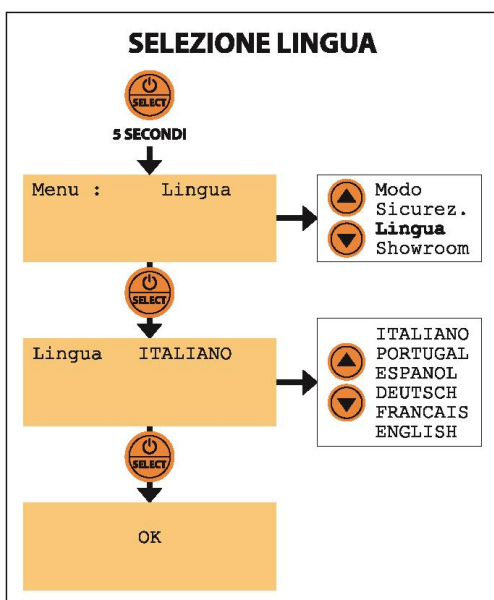 SELEZIONE LINGUA
SELECT
5 SECONDI
Menu : Lingua
Modo
Sicurez.
Lingua
Showroom
SELECT
Lingua ITALIANO
ITALIANO
PORTUGAL
ESPANOL
DEUTSCH
FRANCAIS
ENGLISH
SELECT
OK